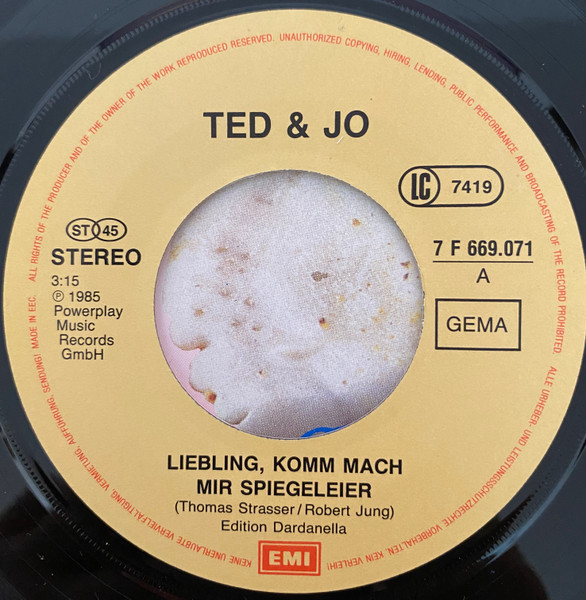 TED & JO
LC 7419
ST 45
STEREO
3:15
℗ 1985
Powerplay
Music
Records
GmbH
7 F 669.071
A
GEMA
LIEBLING, KOMM MACH
MIR SPIEGELEIER
(Thomas Strasser/Robert Jung)
Edition Dardanella
EMI
ALL RIGHTS OF THE PRODUCER AND OF THE OWNER OF THE WORK REPRODUCED RESERVED. UNAUTHORIZED COPYING, HIRING, LENDING, PUBLIC PERFORMANCE AND BROADCASTING OF THE RECORD PROHIBITED. ALLE URHEBER- UND LEISTUNGSSCHUTZRECHTE VORBEHALTEN. KEIN VERLEIH! KEINE UNERLAUBTE VERVIELFÄLTIGUNG, VERMIETUNG, AUFFÜHRUNG, SENDUNG! MADE IN EEC.